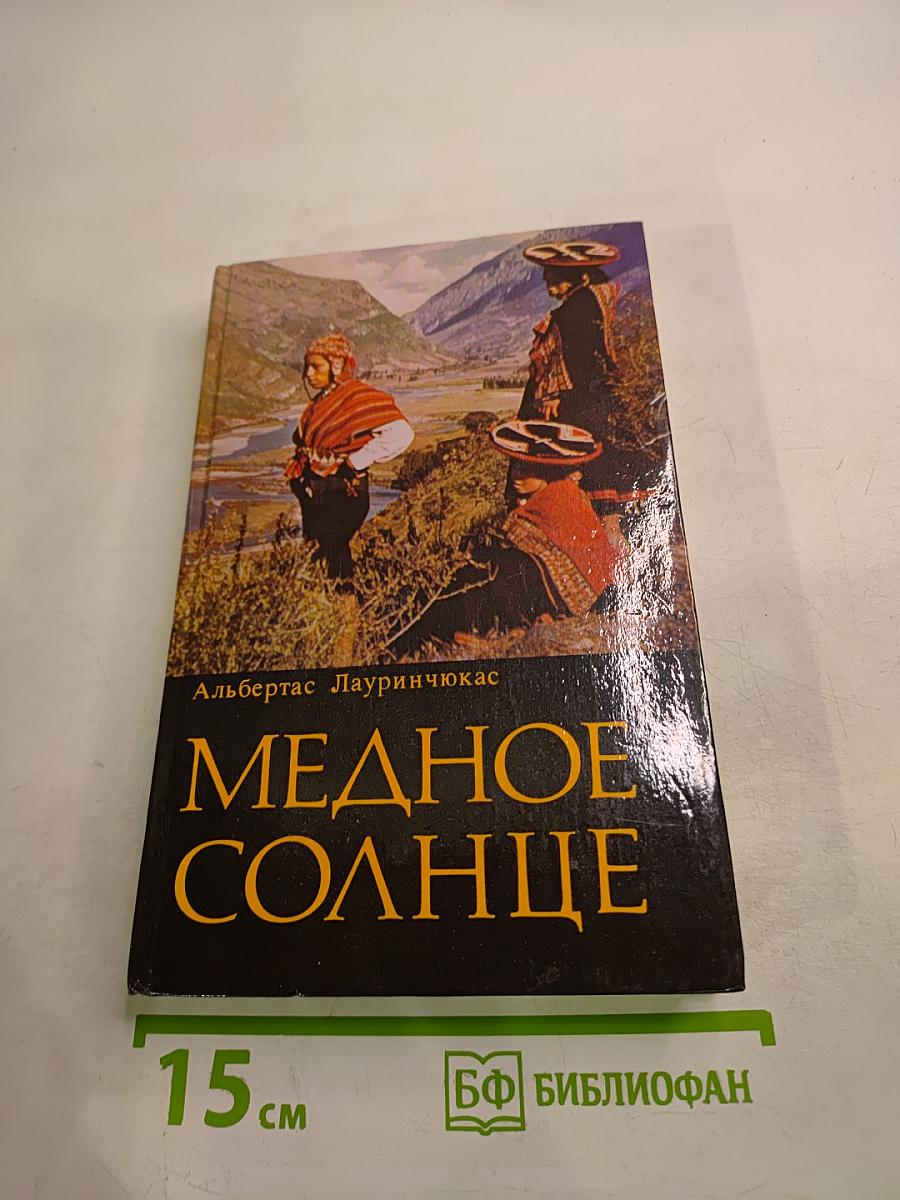 Альбертас Лауринчюкас
МЕДНОЕ
СОЛНЦЕ
15 см
БФ БИБЛИОФАН